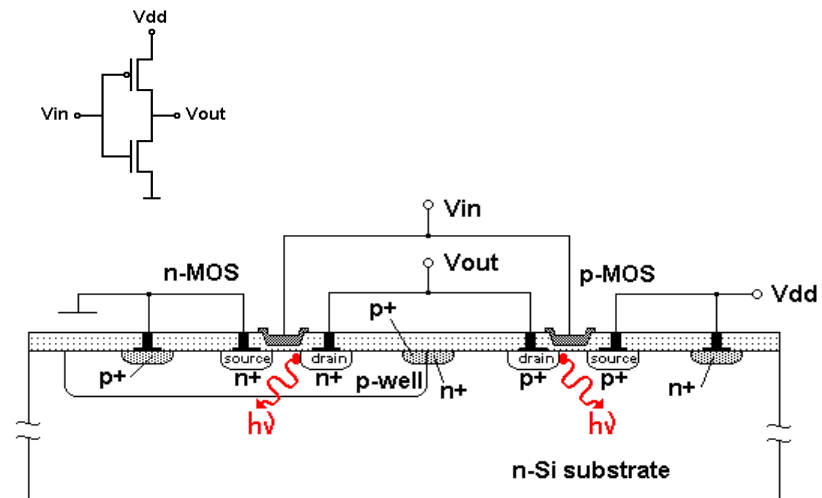 Vdd
Vin
Vout
Vin
n-MOS
Vout
p-MOS
Vdd
p+
source
drain
drain
source
p+
n+
n+
p-well
n+
p+
p+
n+
hν
hν
n-Si substrate